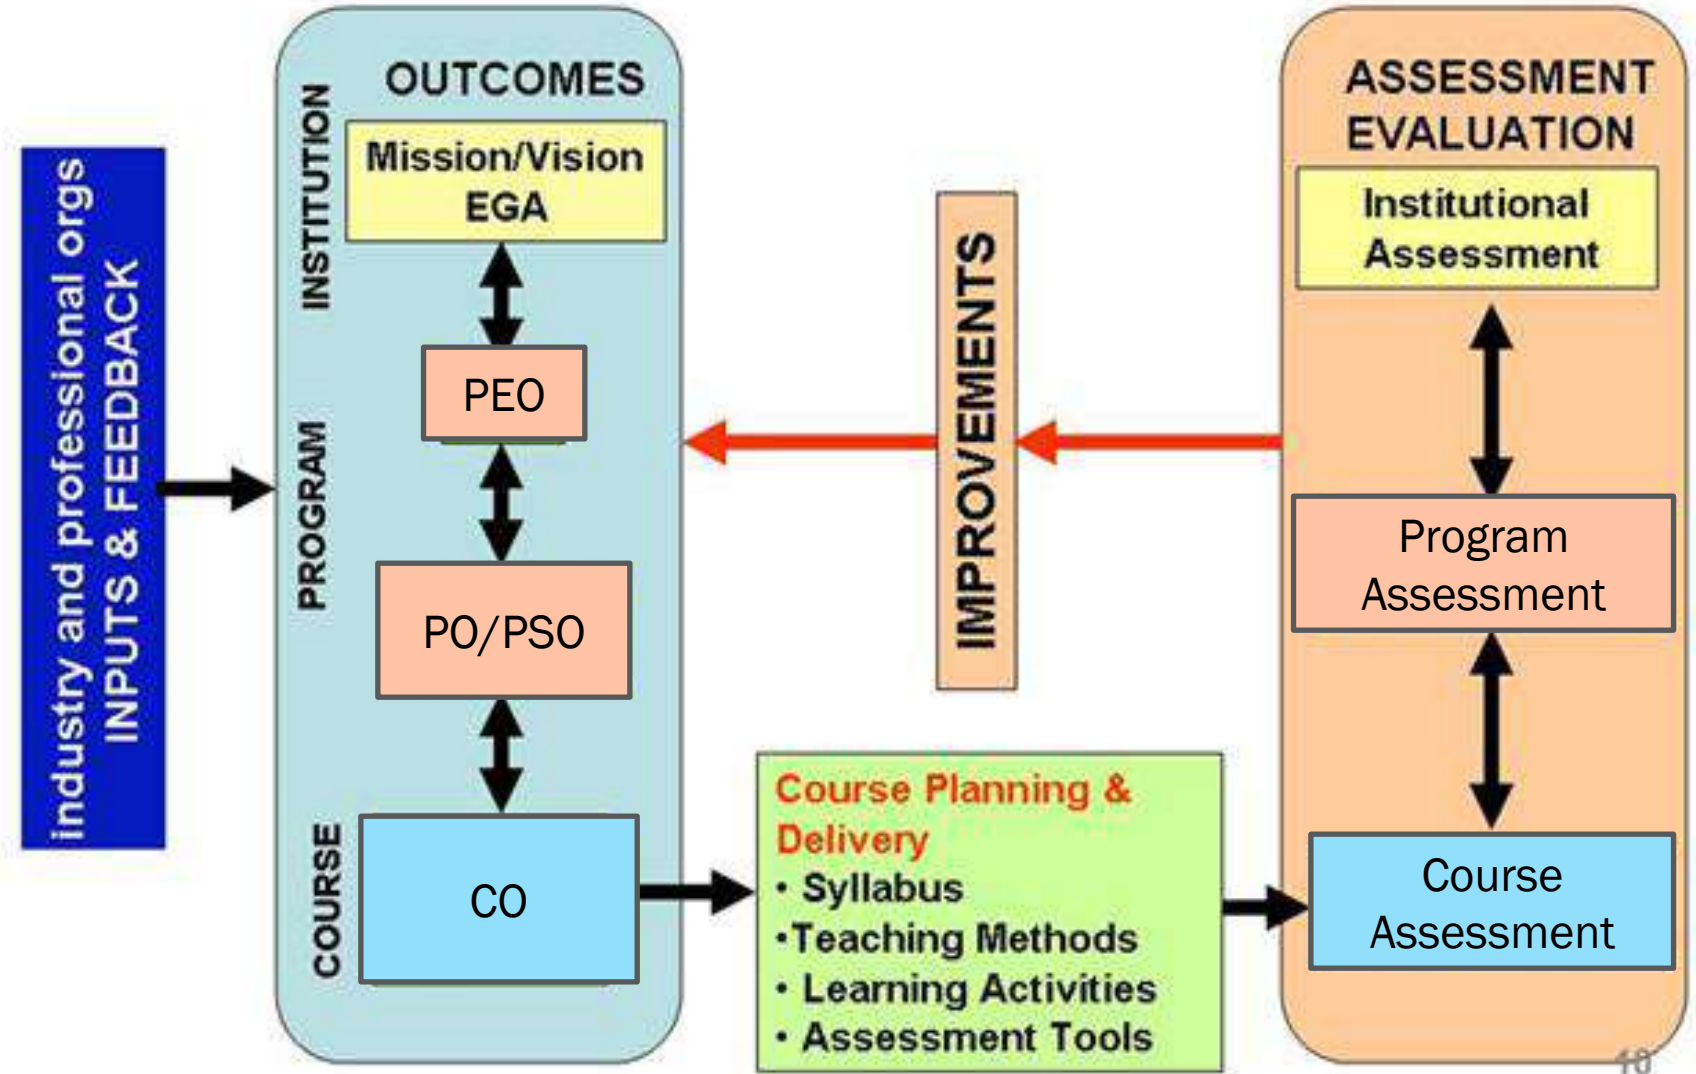 industry and professional orgs
INPUTS & FEEDBACK
OUTCOMES
INSTITUTION
Mission/Vision
EGA
PEO
PROGRAM
PO/PSO
COURSE
CO
IMPROVEMENTS
Course Planning &
Delivery
• Syllabus
•Teaching Methods
• Learning Activities
• Assessment Tools
ASSESSMENT
EVALUATION
Institutional
Assessment
Program
Assessment
Course
Assessment
10